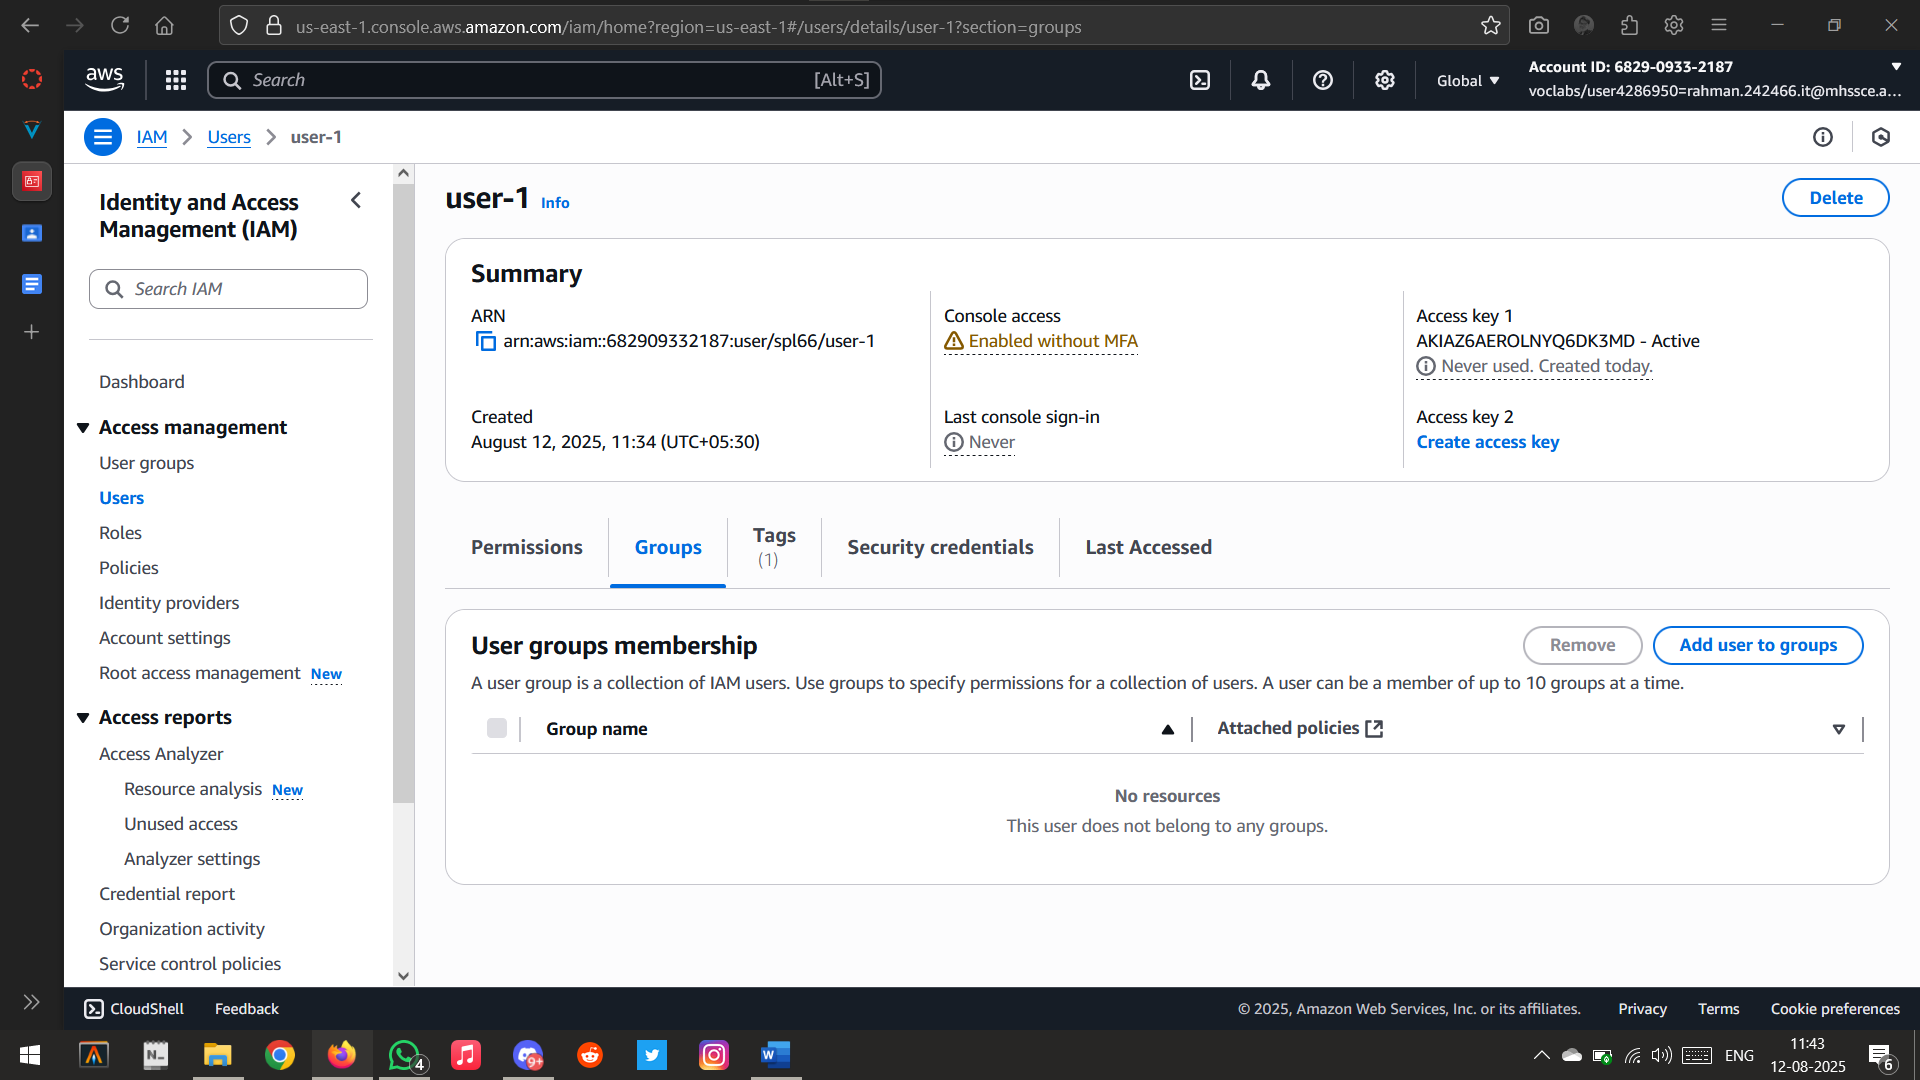 us-east-1.console.aws.amazon.com/iam/home?region=us-east-1#/users/details/user-1?section=groups
aws
Search
[Alt+S]
Global
Account ID: 6829-0933-2187
voclabs/user4286950=rahman.242466.it@mhssce.a...
IAM
Users
user-1
Identity and Access
Management (IAM)
Search IAM
Dashboard
Access management
User groups
Users
Roles
Policies
Identity providers
Account settings
Root access management New
Access reports
Access Analyzer
Resource analysis New
Unused access
Analyzer settings
Credential report
Organization activity
Service control policies
user-1 Info
Delete
Summary
ARN
arn:aws:iam::682909332187:user/spl66/user-1
Console access
Enabled without MFA
Access key 1
AKIAZ6AEROLNYQ6DK3MD - Active
Never used. Created today.
Created
August 12, 2025, 11:34 (UTC+05:30)
Last console sign-in
Never
Access key 2
Create access key
Permissions
Groups
Tags
(1)
Security credentials
Last Accessed
User groups membership
Remove
Add user to groups
A user group is a collection of IAM users. Use groups to specify permissions for a collection of users. A user can be a member of up to 10 groups at a time.
Group name
Attached policies
No resources
This user does not belong to any groups.
CloudShell
Feedback
© 2025, Amazon Web Services, Inc. or its affiliates.
Privacy
Terms
Cookie preferences
N_
4
9+
W
ENG
11:43
12-08-2025
6